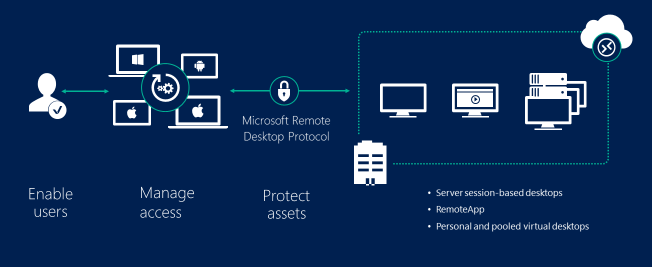 Microsoft Remote
Desktop Protocol
Enable
users
Manage
access
Protect
assets
• Server session-based desktops
• RemoteApp
• Personal and pooled virtual desktops